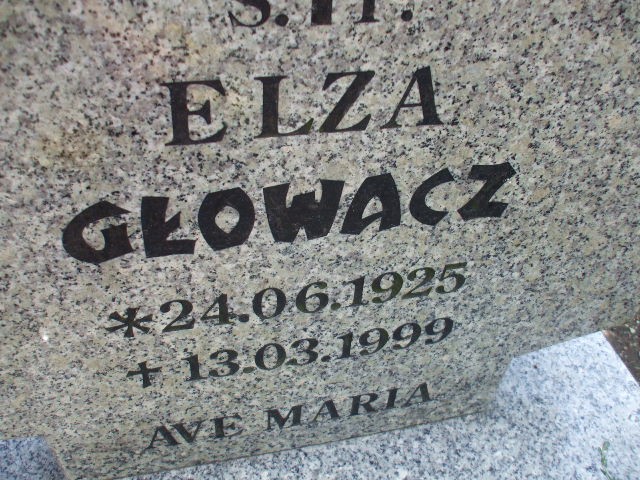 Ś.P.
ELZA
GŁOWACZ
*24.06.1925
+13.03.1999
AVE MARIA